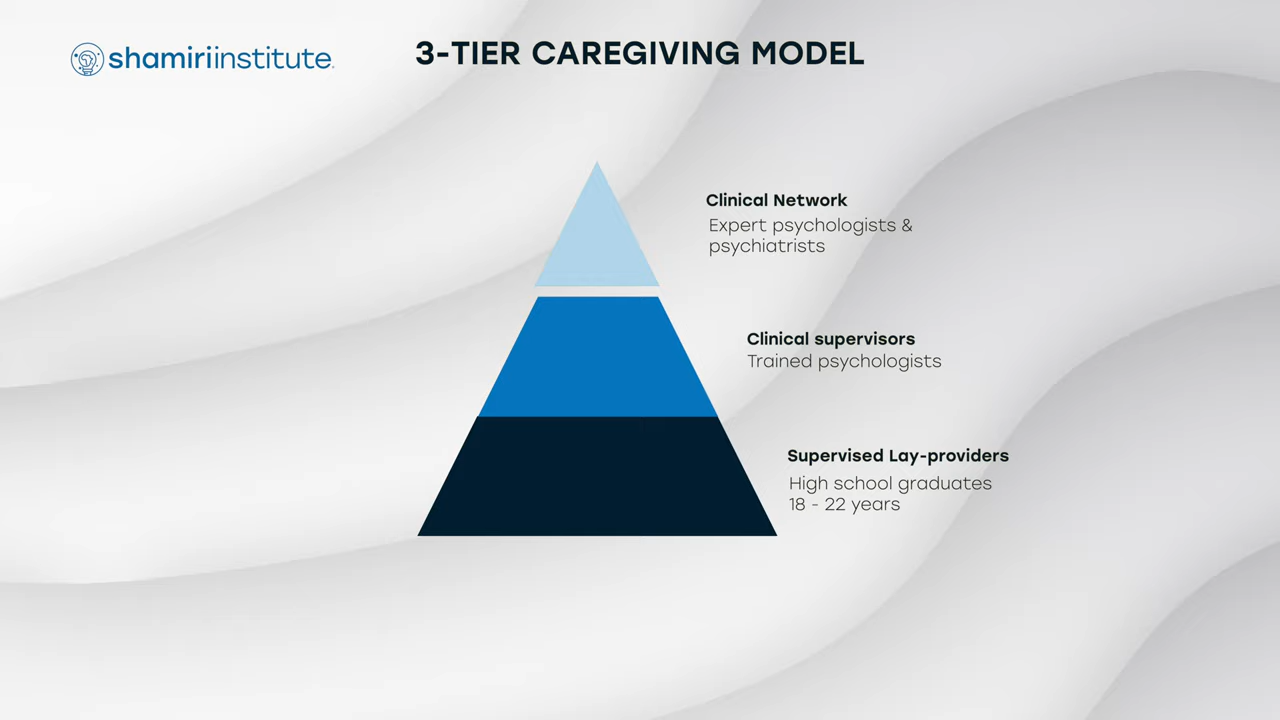 shamiriinstitute.
3-TIER CAREGIVING MODEL
Clinical Network
Expert psychologists &
psychiatrists
Clinical supervisors
Trained psychologists
Supervised Lay-providers
High school graduates
18 - 22 years